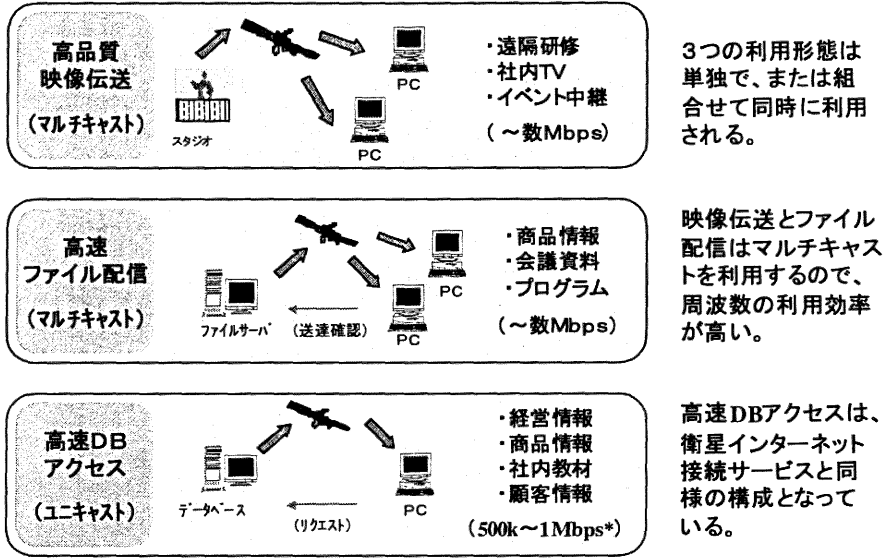 高品質
映像伝送
(マルチキャスト)
スタジオ
PC
PC
・遠隔研修
・社内TV
・イベント中継
(～数Mbps)
3つの利用形態は
単独で、または組
合せて同時に利用
される。
高速
ファイル配信
(マルチキャスト)
ファイルサーバ
(送達確認)
PC
PC
・商品情報
・会議資料
・プログラム
(～数Mbps)
映像伝送とファイル
配信はマルチキャス
トを利用するので、
周波数の利用効率
が高い。
高速DB
アクセス
(ユニキャスト)
データベース
(リクエスト)
PC
・経営情報
・商品情報
・社内教材
・顧客情報
(500k～1Mbps*)
高速DBアクセスは、
衛星インターネット
接続サービスと同
様の構成となって
いる。